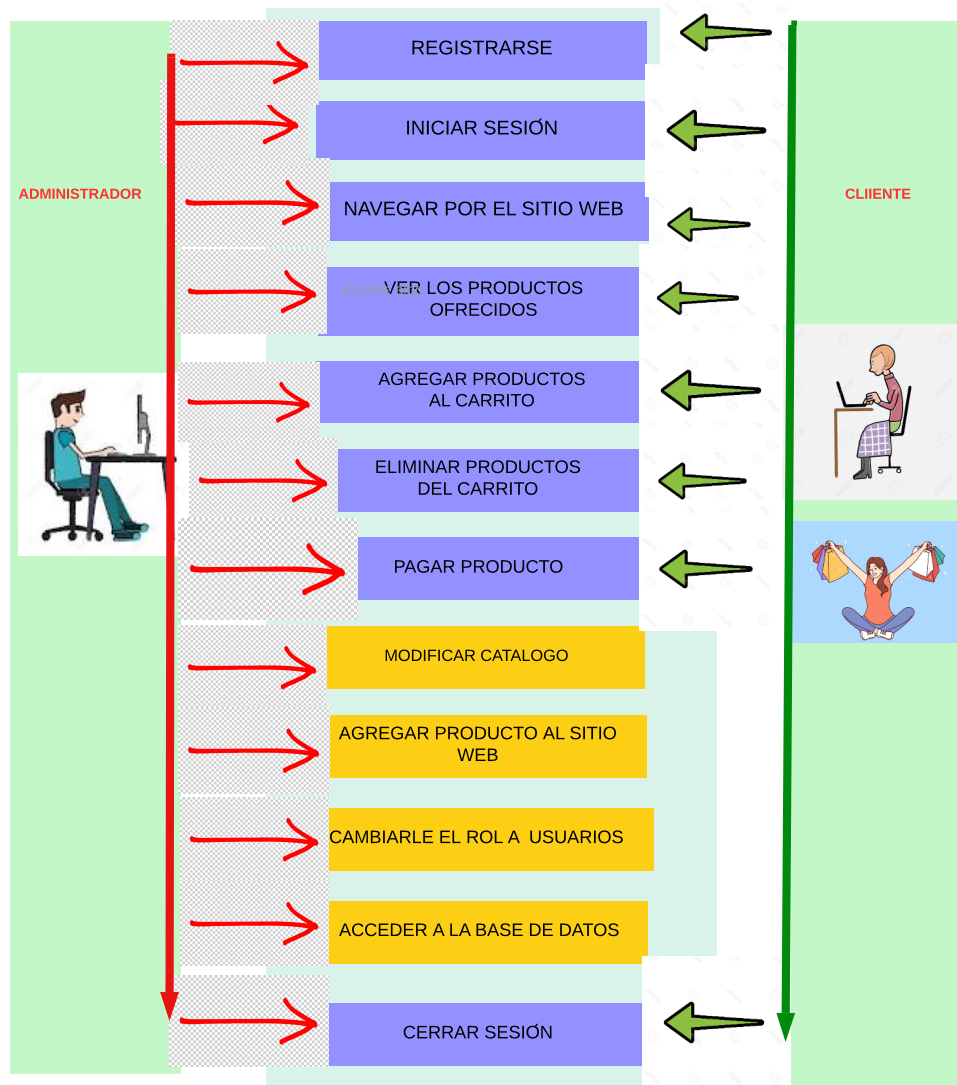 REGISTRARSE
INICIAR SESIÓN
ADMINISTRADOR
CLIIENTE
NAVEGAR POR EL SITIO WEB
VER LOS PRODUCTOS
OFRECIDOS
AGREGAR PRODUCTOS
AL CARRITO
ELIMINAR PRODUCTOS
DEL CARRITO
PAGAR PRODUCTO
MODIFICAR CATALOGO
AGREGAR PRODUCTO AL SITIO
WEB
CAMBIARLE EL ROL A USUARIOS
ACCEDER A LA BASE DE DATOS
CERRAR SESIÓN